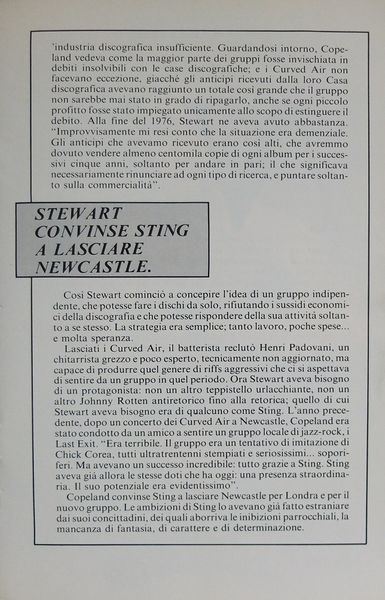 'industria discografica insufficiente. Guardandosi intorno, Cope-
land vedeva come la maggior parte dei gruppi fosse invischiata in
debiti insolvibili con le case discografiche; e i Curved Air non
facevano eccezione, giacché gli anticipi ricevuti dalla loro Casa
discografica avevano raggiunto un totale così grande che il gruppo
non sarebbe mai stato in grado di ripagarlo, anche se ogni piccolo
profitto fosse stato impiegato unicamente allo scopo di estinguere il
debito. Alla fine del 1976, Stewart ne aveva avuto abbastanza.
"Improvvisamente mi resi conto che la situazione era demenziale.
Gli anticipi che avevamo ricevuto erano così alti, che avremmo
dovuto vendere almeno centomila copie di ogni album per i succes-
sivi cinque anni, soltanto per andare in pari; il che significava
necessariamente rinunciare ad ogni tipo di ricerca, e puntare soltan-
to sulla commercialità".
STEWART
CONVINSE STING
A LASCIARE
NEWCASTLE.
Così Stewart cominciò a concepire l'idea di un gruppo indipen-
dente, che potesse fare i dischi da solo, rifiutando i sussidi economi-
ci della discografia e che potesse rispondere della sua attività soltan-
to a se stesso. La strategia era semplice; tanto lavoro, poche spese...
e molta speranza.
Lasciati i Curved Air, il batterista reclutò Henri Padovani, un
chitarrista grezzo e poco esperto, tecnicamente non aggiornato, ma
capace di produrre quel genere di riffs aggressivi che ci si aspettava
di sentire da un gruppo in quel periodo. Ora Stewart aveva bisogno
di un protagonista: non un altro teppistello urlacchiante, non un
altro Johnny Rotten antiretorico fino alla retorica; quello di cui
Stewart aveva bisogno era di qualcuno come Sting. L'anno prece-
dente, dopo un concerto dei Curved Air a Newcastle, Copeland era
stato condotto da un amico a sentire un gruppo locale di jazz-rock, i
Last Exit. "Era terribile. Il gruppo era un tentativo di imitazione di
Chick Corea, tutti ultratrentenni stempiati e seriosissimi... sopori-
feri. Ma avevano un successo incredibile: tutto grazie a Sting. Sting
aveva già allora le stesse doti che ha oggi: una presenza straordina-
ria. Il suo potenziale era evidentissimo".
Copeland convinse Sting a lasciare Newcastle per Londra e per il
nuovo gruppo. Le ambizioni di Sting lo avevano già fatto estraniare
dai suoi concittadini, dei quali aborriva le inibizioni parrocchiali, la
mancanza di fantasia, di carattere e di determinazione.